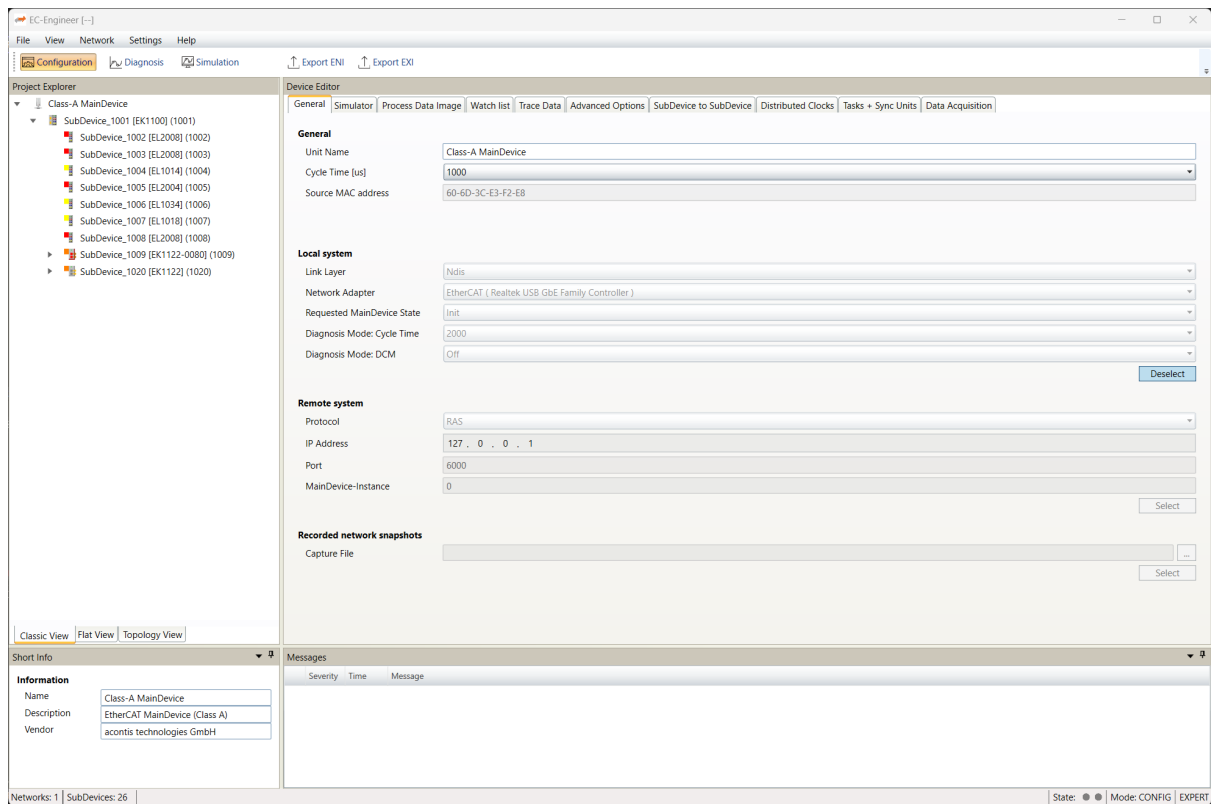 EC-Engineer [--]
File View Network Settings Help
Configuration Diagnosis Simulation Export ENI Export EXI
Project Explorer
Class-A MainDevice
SubDevice_1001 [EK1100] (1001)
SubDevice_1002 [EL2008] (1002)
SubDevice_1003 [EL2008] (1003)
SubDevice_1004 [EL1014] (1004)
SubDevice_1005 [EL2004] (1005)
SubDevice_1006 [EL1034] (1006)
SubDevice_1007 [EL1018] (1007)
SubDevice_1008 [EL2008] (1008)
SubDevice_1009 [EK1122-0080] (1009)
SubDevice_1020 [EK1122] (1020)
Classic View Flat View Topology View
Device Editor
General Simulator Process Data Image Watch list Trace Data Advanced Options SubDevice to SubDevice Distributed Clocks Tasks + Sync Units Data Acquisition
General
Unit Name Class-A MainDevice
Cycle Time [us] 1000
Source MAC address 60-6D-3C-E3-F2-E8
Local system
Link Layer Ndis
Network Adapter EtherCAT ( Realtek USB GbE Family Controller )
Requested MainDevice State Init
Diagnosis Mode: Cycle Time 2000
Diagnosis Mode: DCM Off
Deselect
Remote system
Protocol RAS
IP Address 127 . 0 . 0 . 1
Port 6000
MainDevice-Instance 0
Select
Recorded network snapshots
Capture File ...
Select
Short Info
Information
Name Class-A MainDevice
Description EtherCAT MainDevice (Class A)
Vendor acontis technologies GmbH
Messages
Severity Time Message
Networks: 1 SubDevices: 26 State: Mode: CONFIG EXPERT